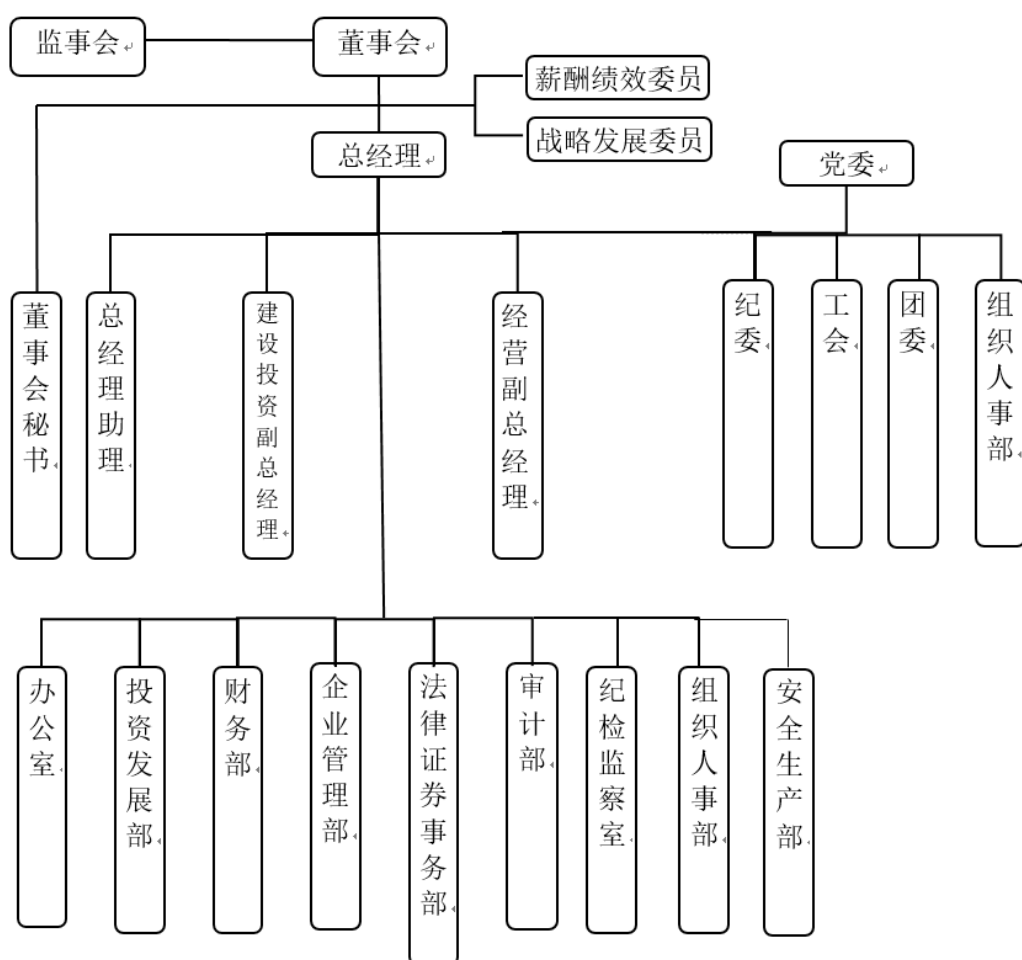 监事会
董事会
薪酬绩效委员
战略发展委员
总经理
党委
董事会秘书
总经理助理
建设投资副总经理
经营副总经理
纪委
工会
团委
组织人事部
办公室
投资发展部
财务部
企业管理部
法律证券事务部
审计部
纪检监察室
组织人事部
安全生产部